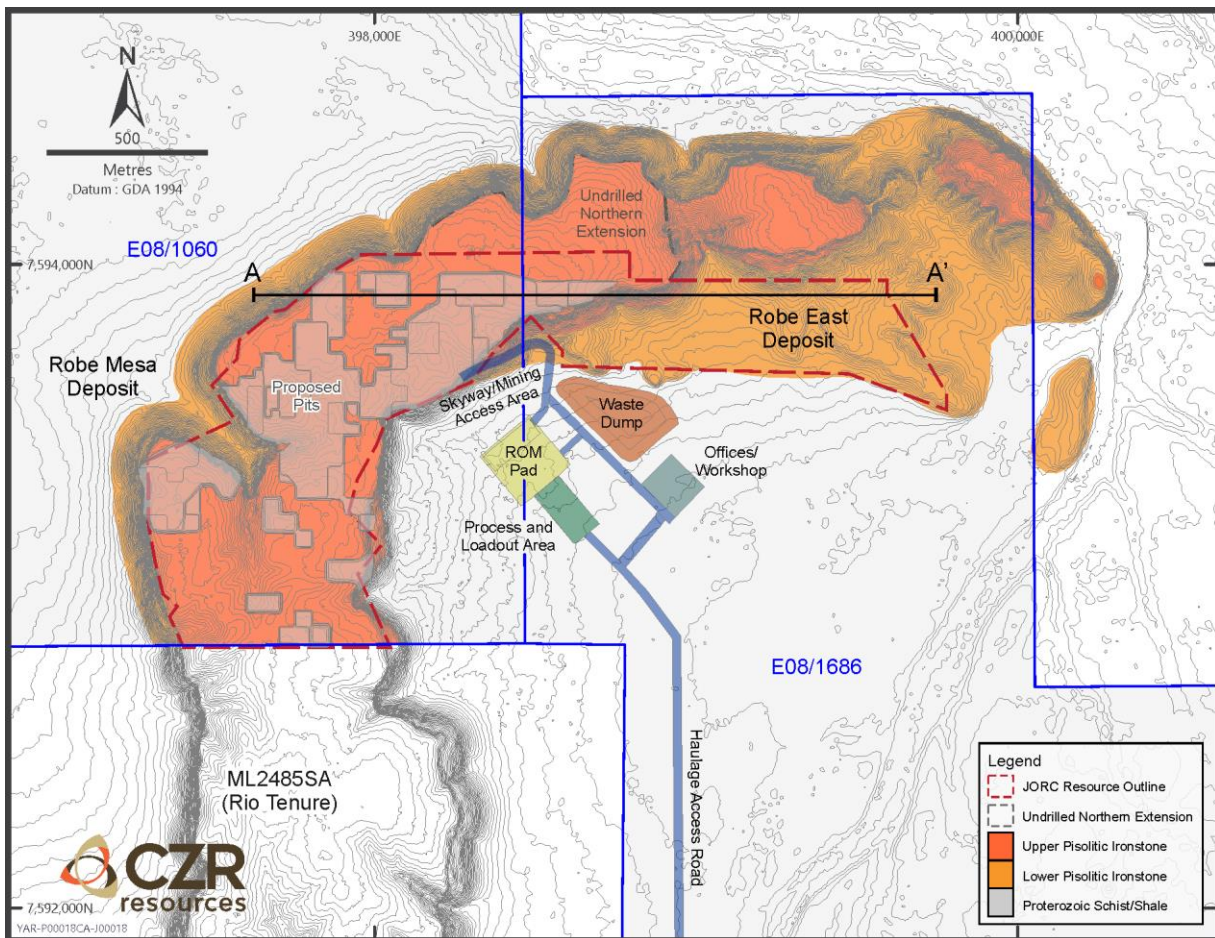 398,000E
400,000E
N
500
Metres
Datum : GDA 1994
E08/1060
7,594,000N
A
A'
Undrilled
Northern
Extension
Robe East
Deposit
Robe Mesa
Deposit
Proposed
Pits
Skyway/Mining
Access Area
Waste
Dump
ROM
Pad
Offices/
Workshop
Process and
Loadout Area
E08/1686
Haulage Access Road
ML2485SA
(Rio Tenure)
Legend
JORC Resource Outline
Undrilled Northern Extension
Upper Pisolitic Ironstone
Lower Pisolitic Ironstone
Proterozoic Schist/Shale
CZR
resources
7,592,000N
YAR-P00018CA-J00018